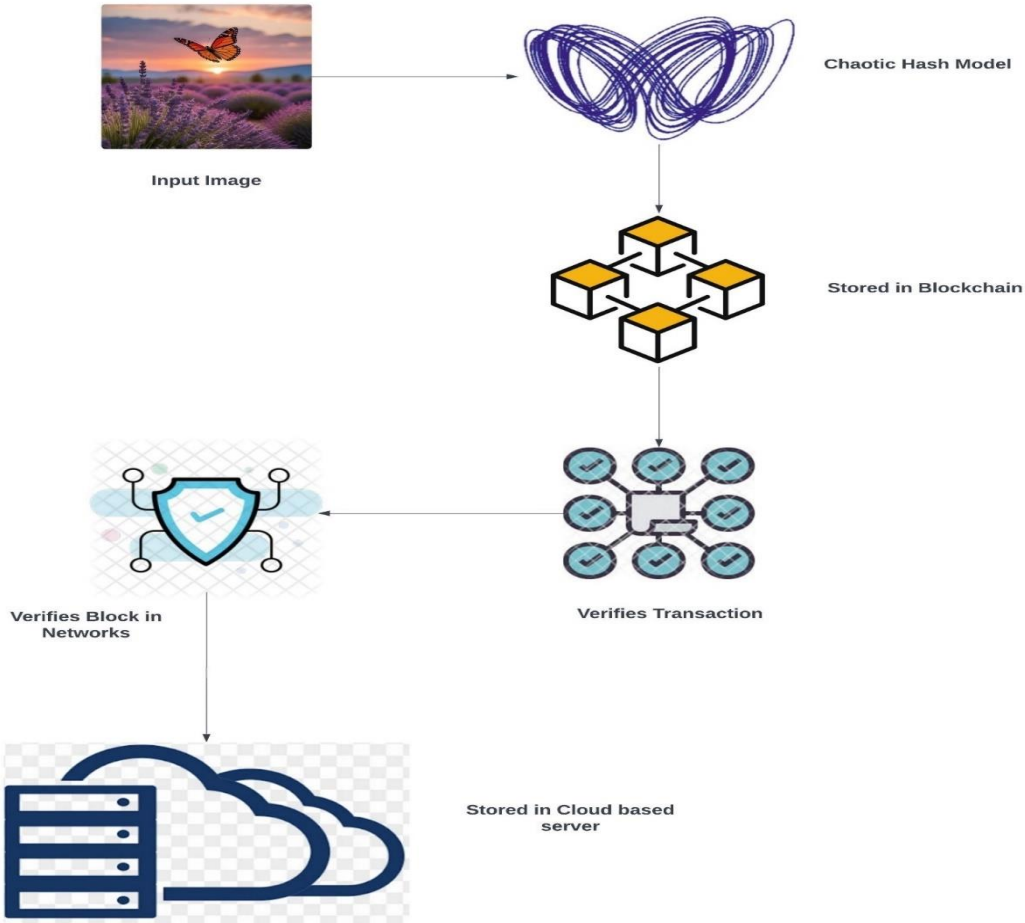 Chaotic Hash Model
Input Image
Stored in Blockchain
Verifies Transaction
Verifies Block in
Networks
Stored in Cloud based
server